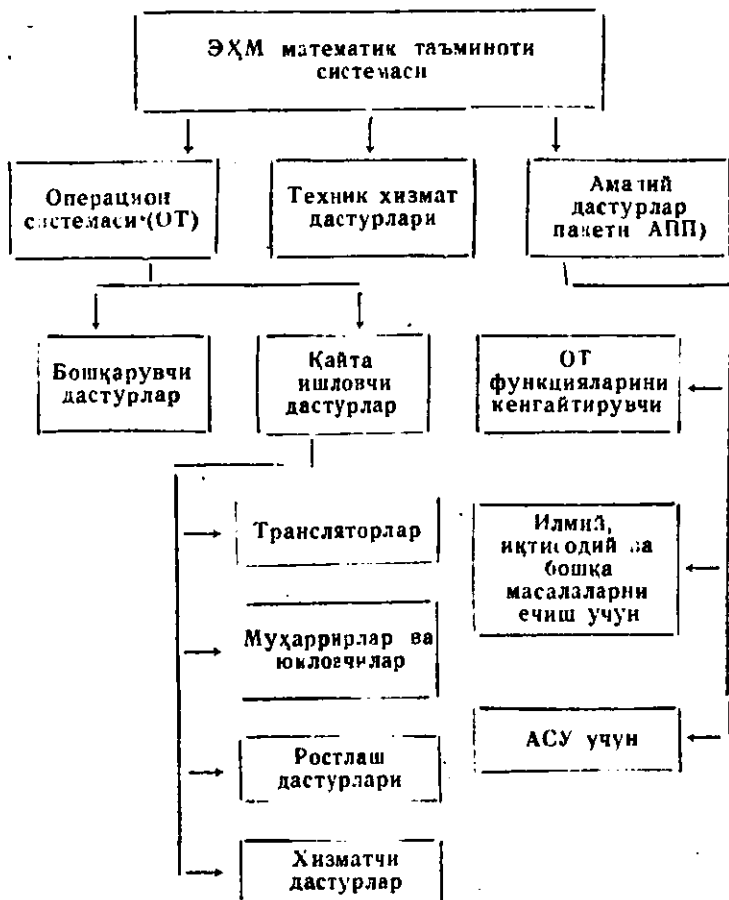 ЭҲМ математик таъминоти
системаси
Операцион
системаси (ОТ)
Техник хизмат
дастурлари
Амалий
дастурлар
пакети АПП)
Бошқарувчи
дастурлар
Қайта
ишловчи
дастурлар
ОТ
функцияларини
кенгайтирувчи
Трансляторлар
Муҳаррирлар ва
юкловчилар
Ростлаш
дастурлари
Хизматчи
дастурлар
Илмий,
иқтисодий ва
бошқа
масалаларни
ечиш учун
АСУ учун